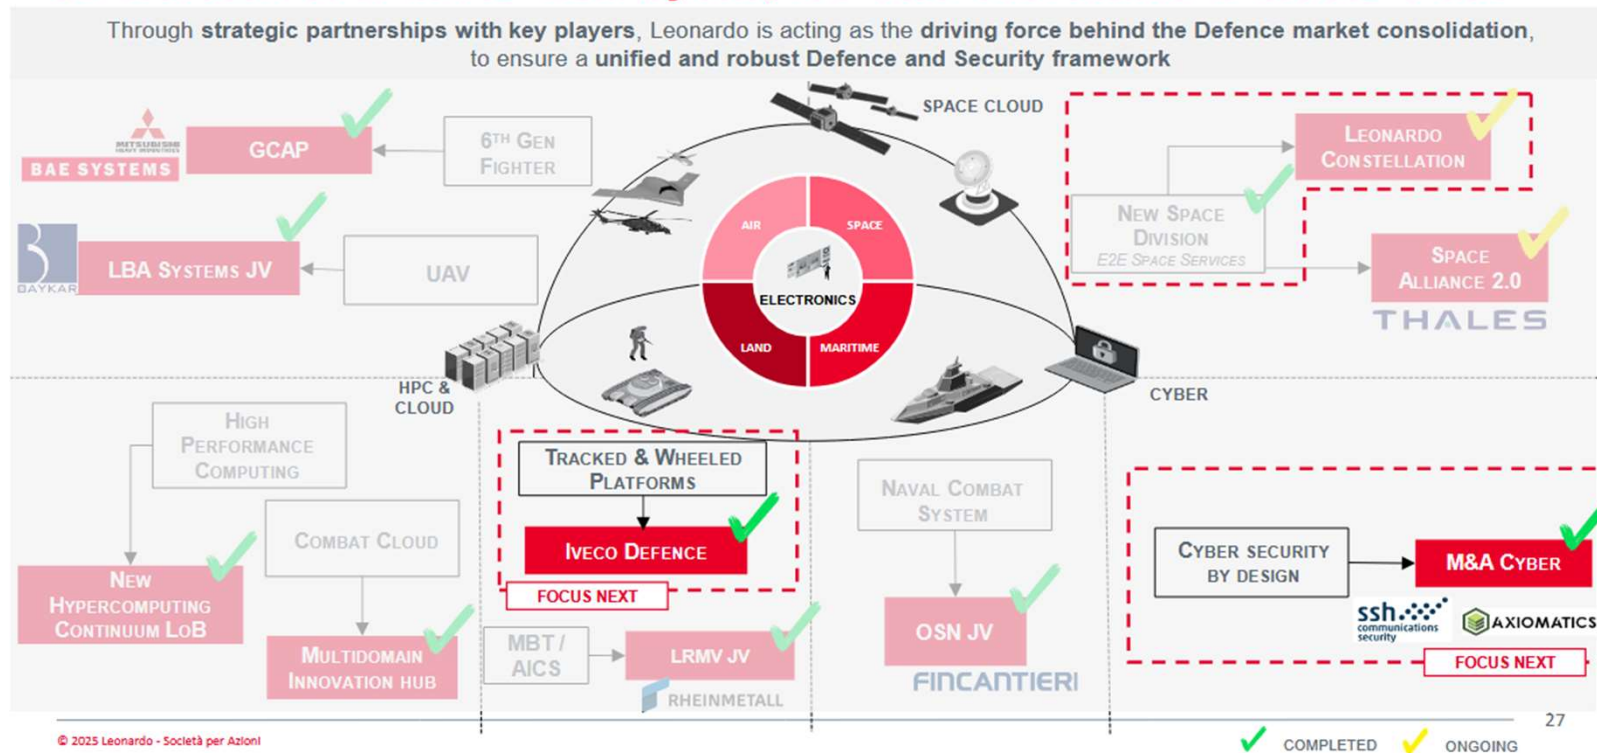 Through strategic partnerships with key players, Leonardo is acting as the driving force behind the Defence market consolidation,
to ensure a unified and robust Defence and Security framework
MITSUBISHI
HEAVY INDUSTRIES
BAE SYSTEMS
GCAP
6TH GEN
FIGHTER
BAYKAR
LBA SYSTEMS JV
UAV
SPACE CLOUD
AIR
SPACE
ELECTRONICS
LAND
MARITIME
LEONARDO
CONSTELLATION
NEW SPACE
DIVISION
E2E SPACE SERVICES
SPACE
ALLIANCE 2.0
THALES
HPC &
CLOUD
CYBER
HIGH
PERFORMANCE
COMPUTING
COMBAT CLOUD
NEW
HYPERCOMPUTING
CONTINUUM LOB
MULTIDOMAIN
INNOVATION HUB
TRACKED & WHEELED
PLATFORMS
IVECO DEFENCE
FOCUS NEXT
MBT /
AICS
LRMV JV
RHEINMETALL
NAVAL COMBAT
SYSTEM
OSN JV
FINCANTIERI
CYBER SECURITY
BY DESIGN
M&A CYBER
ssh
communications
security
AXIOMATICS
FOCUS NEXT
27
© 2025 Leonardo - Società per Azioni
COMPLETED
ONGOING